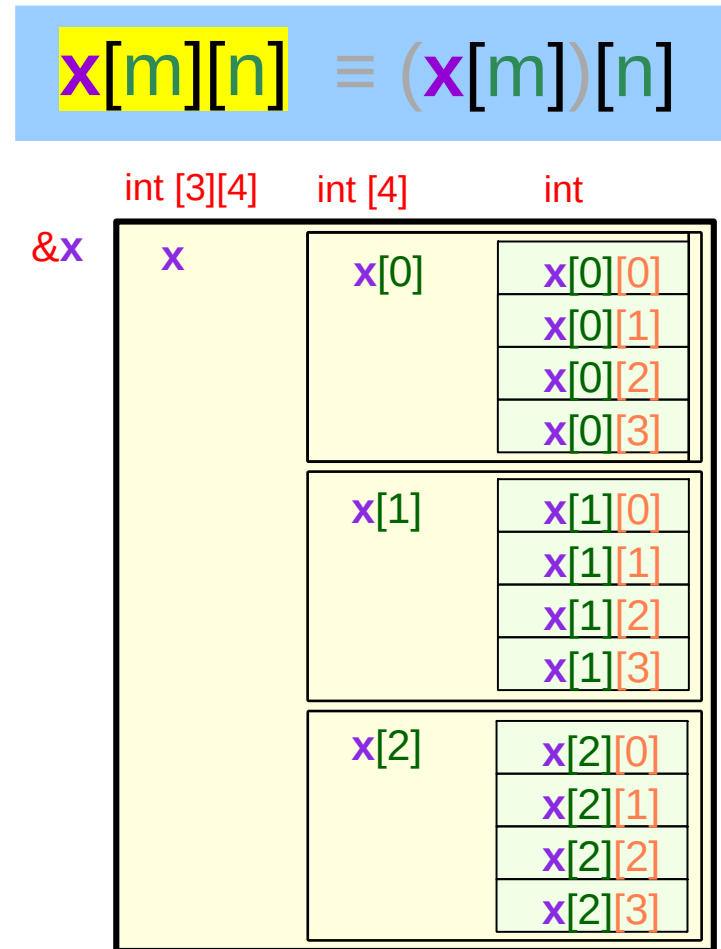 x[m][n] ≡ (x[m])[n]
int [3][4] int [4] int
&x x x[0] x[0][0]
x[0][1]
x[0][2]
x[0][3]
x[1] x[1][0]
x[1][1]
x[1][2]
x[1][3]
x[2] x[2][0]
x[2][1]
x[2][2]
x[2][3]